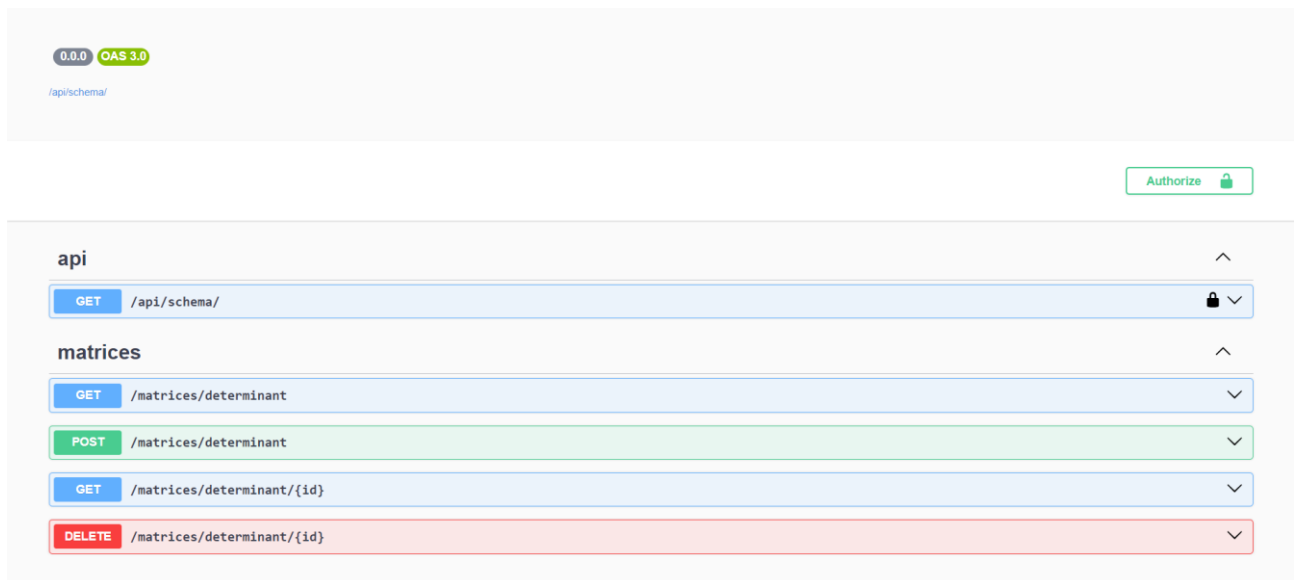 0.0.0 OAS 3.0
/api/schema/
Authorize
api
GET /api/schema/
matrices
GET /matrices/determinant
POST /matrices/determinant
GET /matrices/determinant/{id}
DELETE /matrices/determinant/{id}